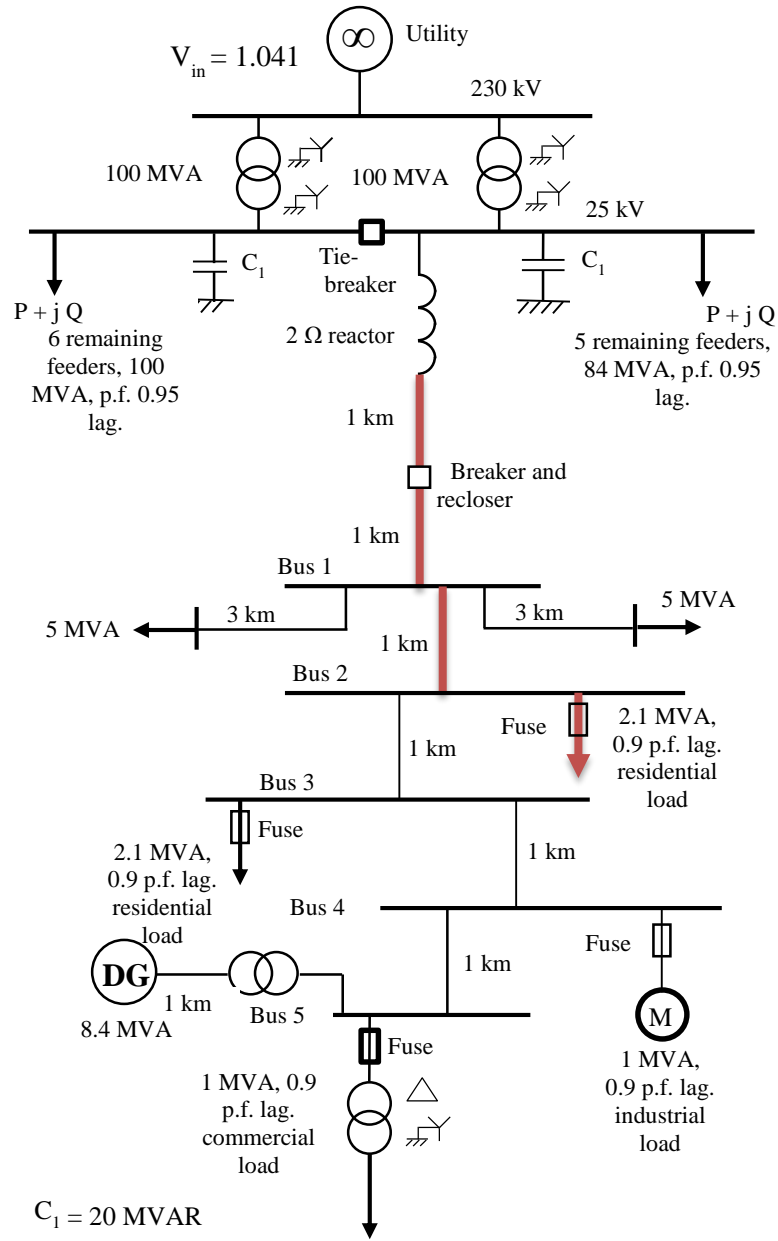 Utility
∞
V_in = 1.041
230 kV
100 MVA
100 MVA
25 kV
C_1
Tie-
breaker
C_1
P + j Q
6 remaining
feeders, 100
MVA, p.f. 0.95
lag.
2 Ω reactor
P + j Q
5 remaining feeders,
84 MVA, p.f. 0.95
lag.
1 km
Breaker and
recloser
1 km
Bus 1
5 MVA
3 km
3 km
5 MVA
1 km
Bus 2
Fuse
2.1 MVA,
0.9 p.f. lag.
residential
load
1 km
Bus 3
Fuse
2.1 MVA,
0.9 p.f. lag.
residential
load
1 km
Bus 4
Fuse
1 km
DG
1 km
8.4 MVA
Bus 5
M
Fuse
1 MVA, 0.9
p.f. lag.
commercial
load
1 MVA,
0.9 p.f. lag.
industrial
load
C_1 = 20 MVAR